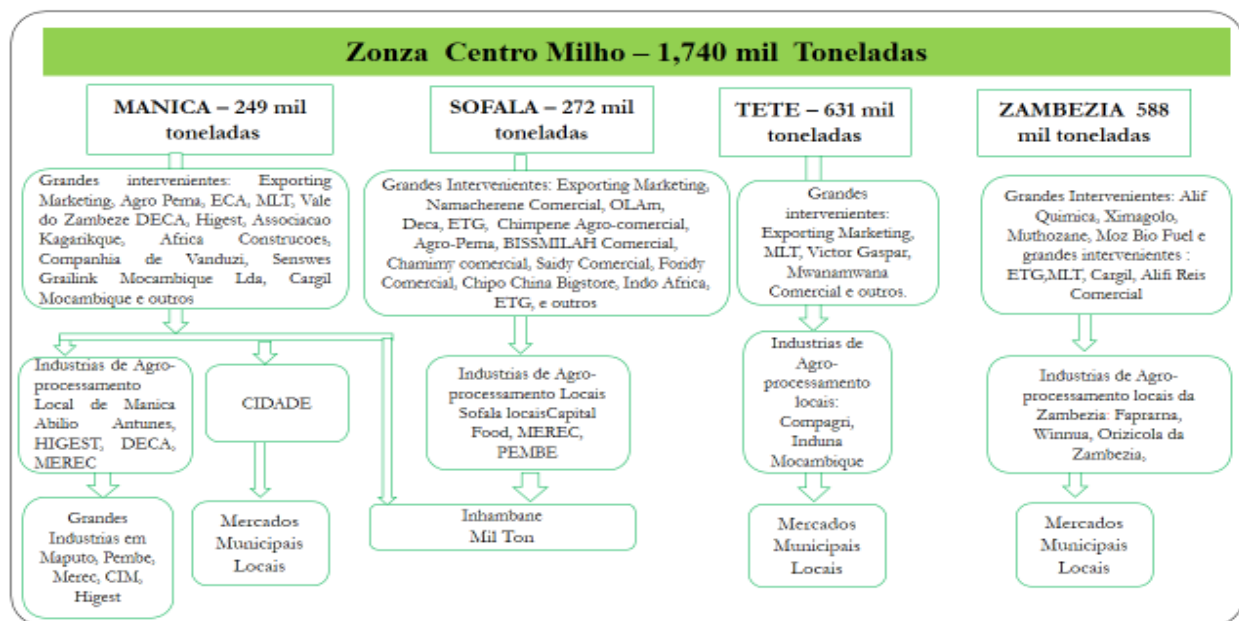 Zonza Centro Milho – 1,740 mil Toneladas
MANICA – 249 mil
toneladas
Grandes intervenientes: Exporting
Marketing, Agro Pema, ECA, MLT, Vale
do Zambeze DECA, Higest, Associacao
Kagarikque, Africa Construcoes,
Companhia de Vanduzi, Senswes
Grailink Mocambique Lda, Cargil
Mocambique e outros
Industrias de Agro-
processamento
Local de Manica
Abilio Antunes,
HIGEST, DECA,
MEREC
CIDADE
Grandes
Industrias em
Maputo, Pembe,
Merec, CIM,
Higest
Mercados
Municipais
Locais
SOFALA – 272 mil
toneladas
Grandes Intervenientes: Exporting Marketing,
Namacherene Comercial, OLAm,
Deca, ETG, Chimpene Agro-comercial,
Agro-Pema, BISSMILAH Comercial,
Chamimy comercial, Saidy Comercial, Foridy
Comercial, Chipo China Bigstore, Indo Africa,
ETG, e outros
Industrias de Agro-
processamento Locais
Sofala locaisCapital
Food, MEREC,
PEMBE
Inhambane
Mil Ton
TETE – 631 mil
toneladas
Grandes
intervenientes:
Exporting Marketing,
MLT, Victor Gaspar,
Mwanamwana
Comercial e outros.
Industrias de
Agro-
processamento
locais:
Compagri,
Induna
Mocambique
Mercados
Municipais
Locais
ZAMBEZIA 588
mil toneladas
Grandes Intervenientes: Alif
Quimica, Ximagolo,
Muthozane, Moz Bio Fuel e
grandes intervenientes :
ETG,MLT, Cargil, Alifi Reis
Comercial
Industrias de Agro-
processamento locais da
Zambezia: Faprarna,
Winnua, Orizicola da
Zambezia,
Mercados
Municipais
Locais